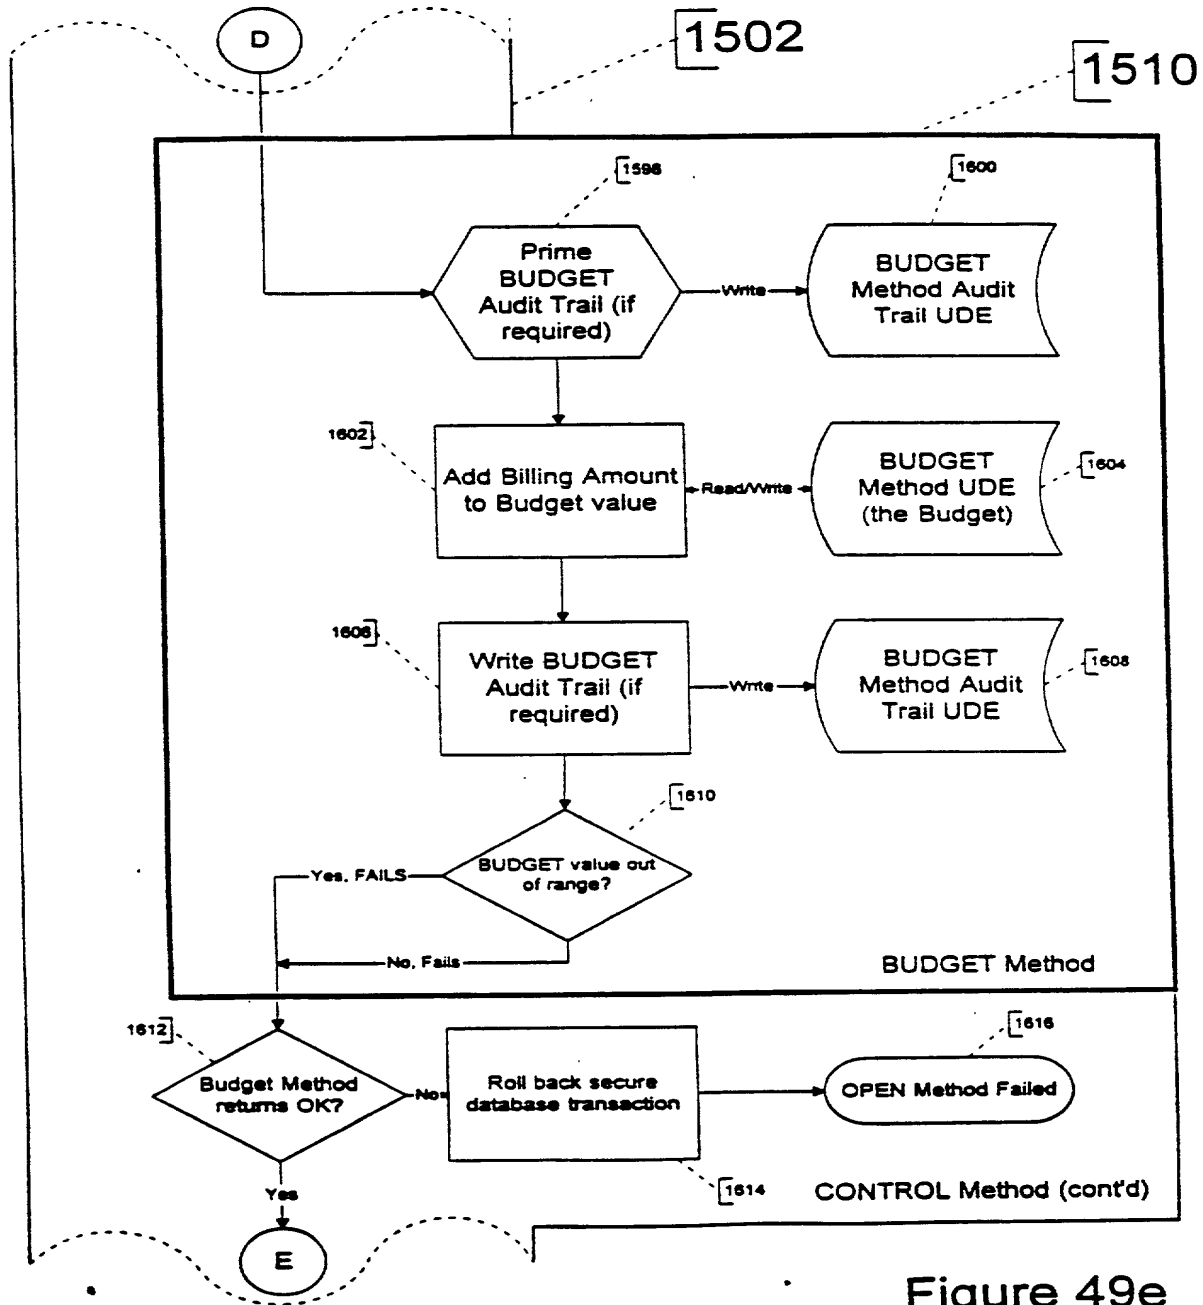 D
1502
1510
1596
1600
Prime
BUDGET
Audit Trail (if
required)
Write
BUDGET
Method Audit
Trail UDE
1602
Add Billing Amount
to Budget value
Read/Write
BUDGET
Method UDE
(the Budget)
1604
1606
Write BUDGET
Audit Trail (if
required)
Write
BUDGET
Method Audit
Trail UDE
1608
1610
BUDGET value out
of range?
Yes, FAILS
No, Fails
BUDGET Method
1612
Budget Method
returns OK?
No
Roll back secure
database transaction
1616
OPEN Method Failed
1614
CONTROL Method (cont'd)
Yes
E
Figure 49e